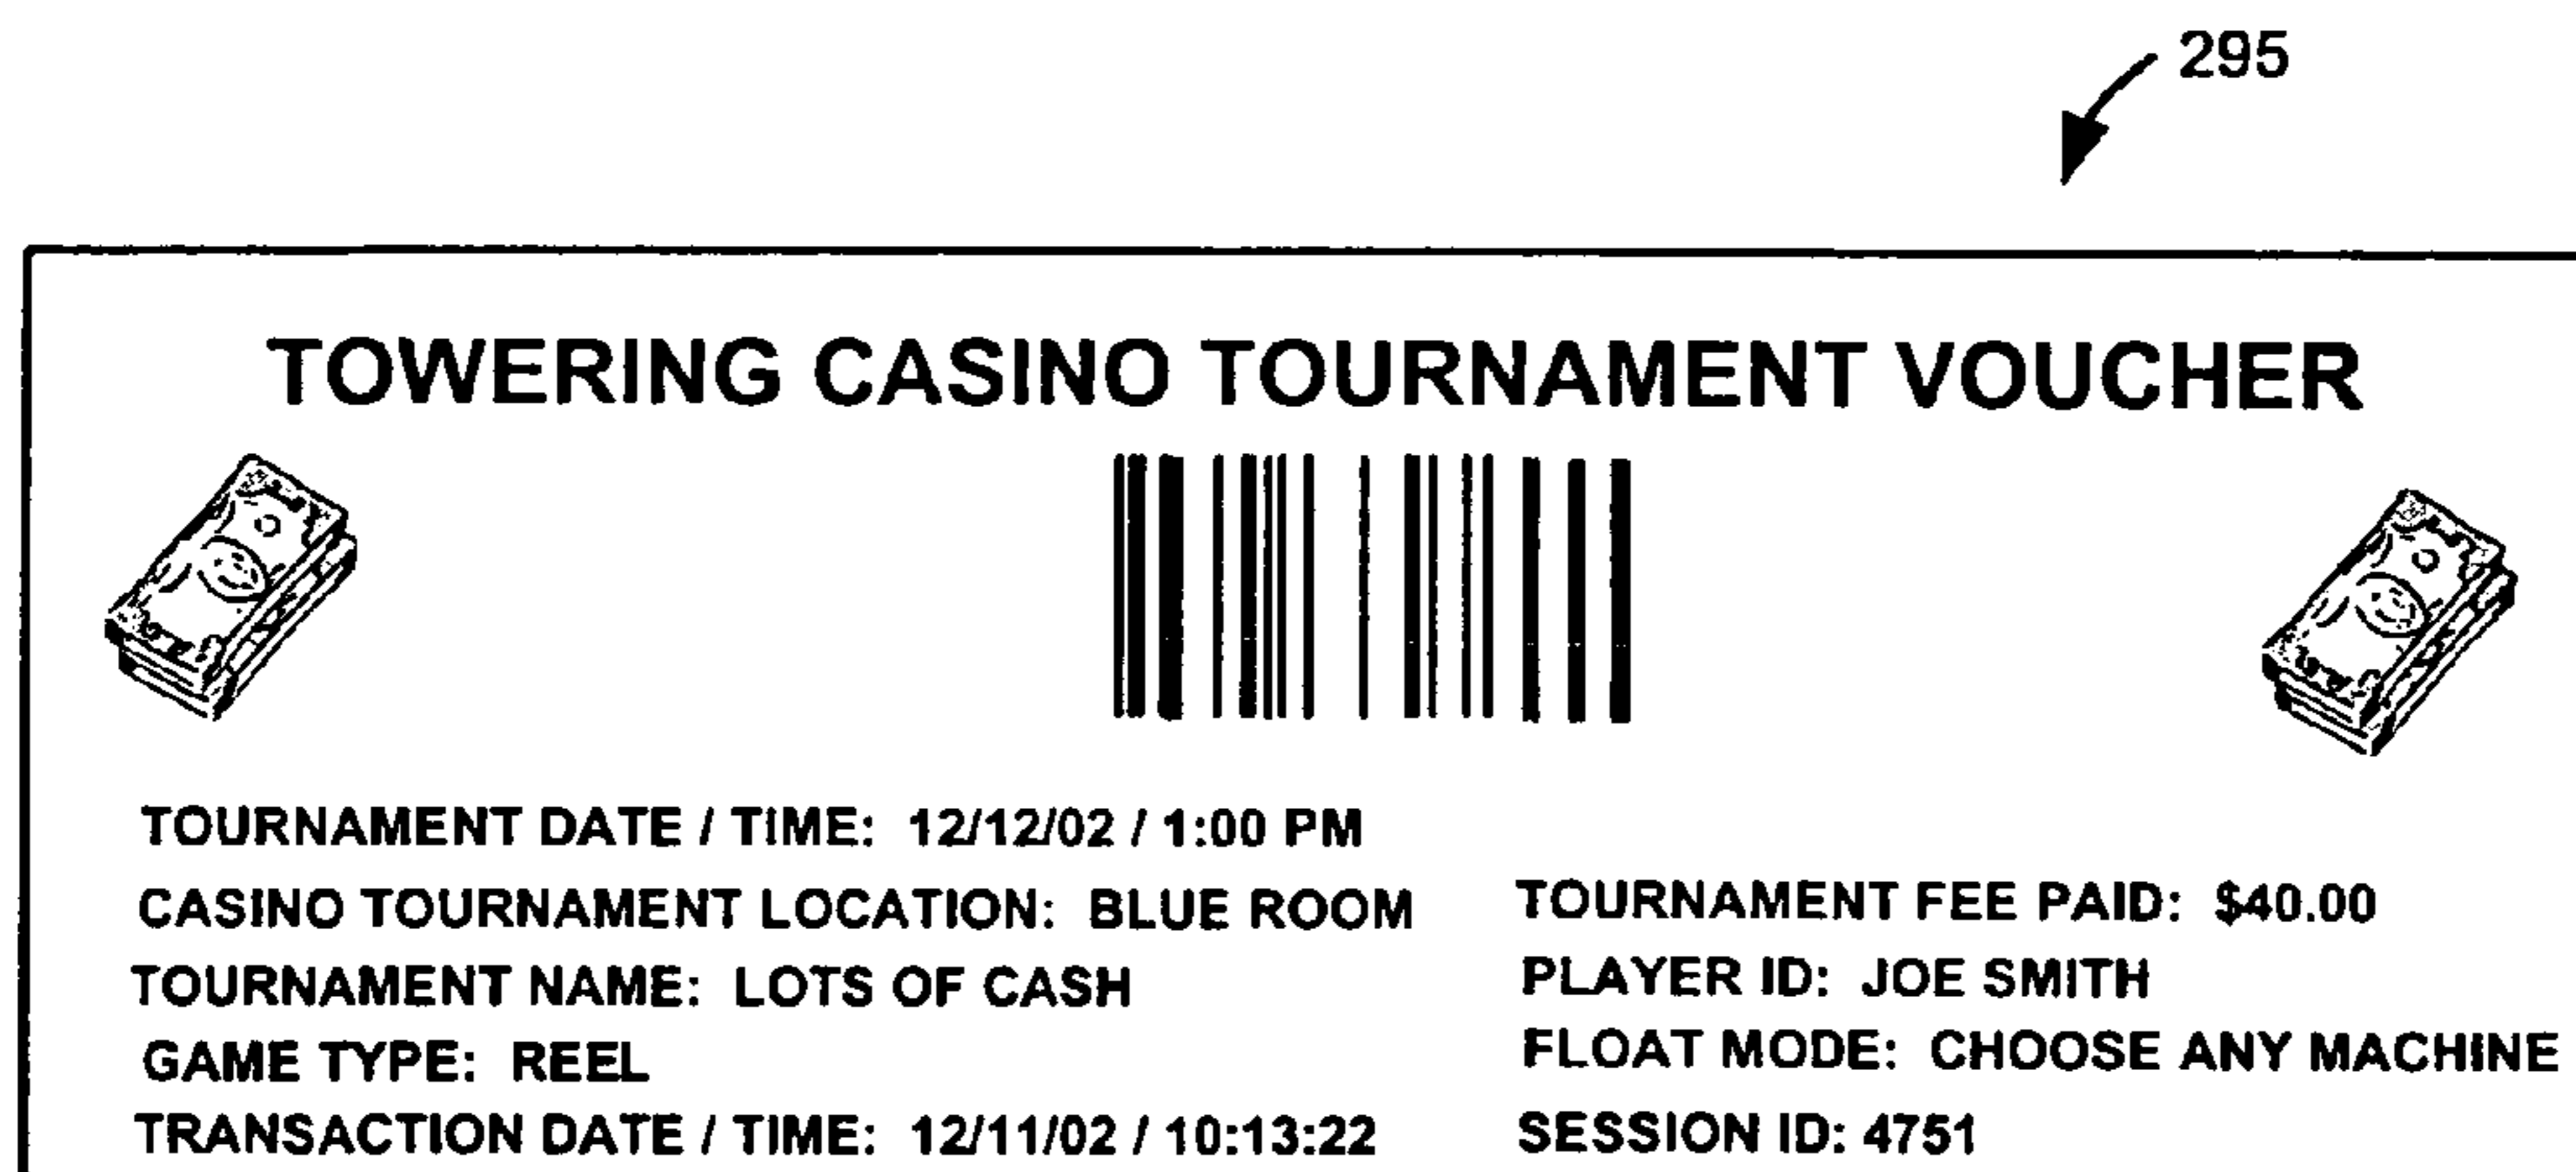 295
TOWERING CASINO TOURNAMENT VOUCHER
TOURNAMENT DATE / TIME: 12/12/02 / 1:00 PM
CASINO TOURNAMENT LOCATION: BLUE ROOM
TOURNAMENT NAME: LOTS OF CASH
GAME TYPE: REEL
TRANSACTION DATE / TIME: 12/11/02 / 10:13:22
TOURNAMENT FEE PAID: $40.00
PLAYER ID: JOE SMITH
FLOAT MODE: CHOOSE ANY MACHINE
SESSION ID: 4751